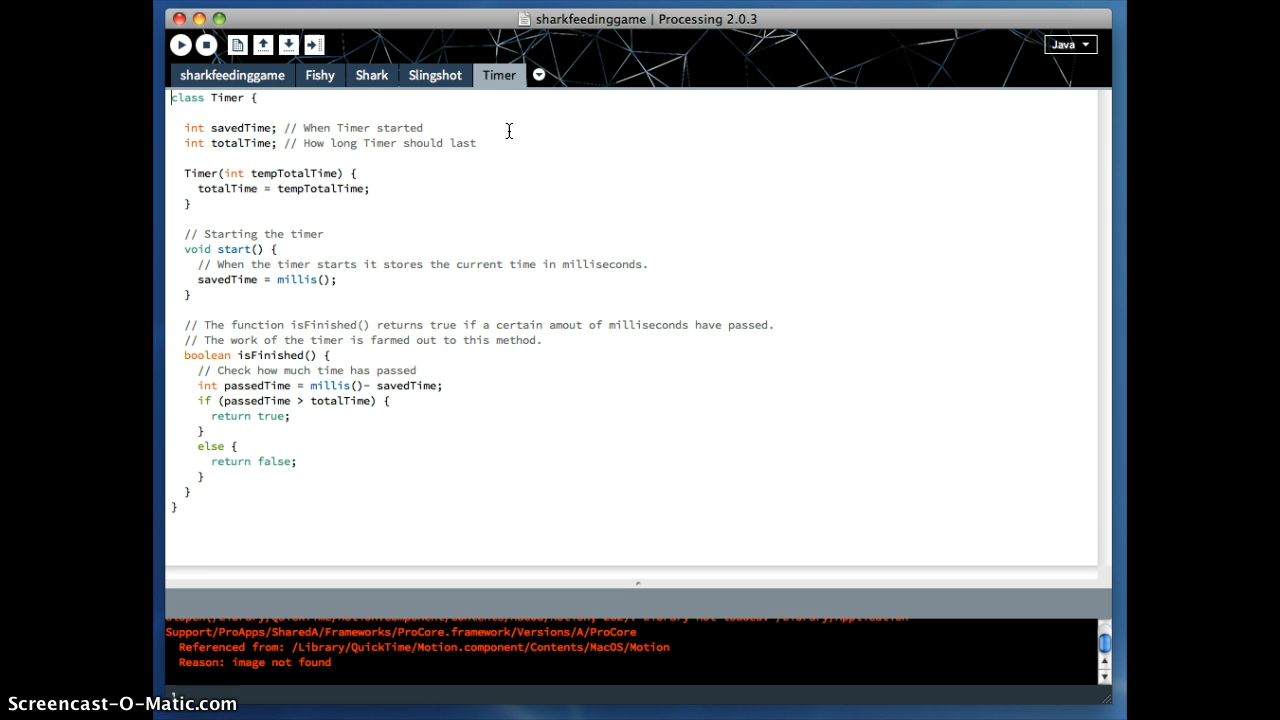 sharkfeedinggame | Processing 2.0.3
Java
sharkfeedinggame Fishy Shark Slingshot Timer
class Timer {
int savedTime; // When Timer started
int totalTime; // How long Timer should last
Timer(int tempTotalTime) {
totalTime = tempTotalTime;
}
// Starting the timer
void start() {
// When the timer starts it stores the current time in milliseconds.
savedTime = millis();
}
// The function isFinished() returns true if a certain amout of milliseconds have passed.
// The work of the timer is farmed out to this method.
boolean isFinished() {
// Check how much time has passed
int passedTime = millis()- savedTime;
if (passedTime > totalTime) {
return true;
}
else {
return false;
}
}
}
Support/ProApps/SharedA/Frameworks/ProCore.framework/Versions/A/ProCore
Referenced from: /Library/QuickTime/Motion.component/Contents/MacOS/Motion
Reason: image not found
Screencast-O-Matic.com